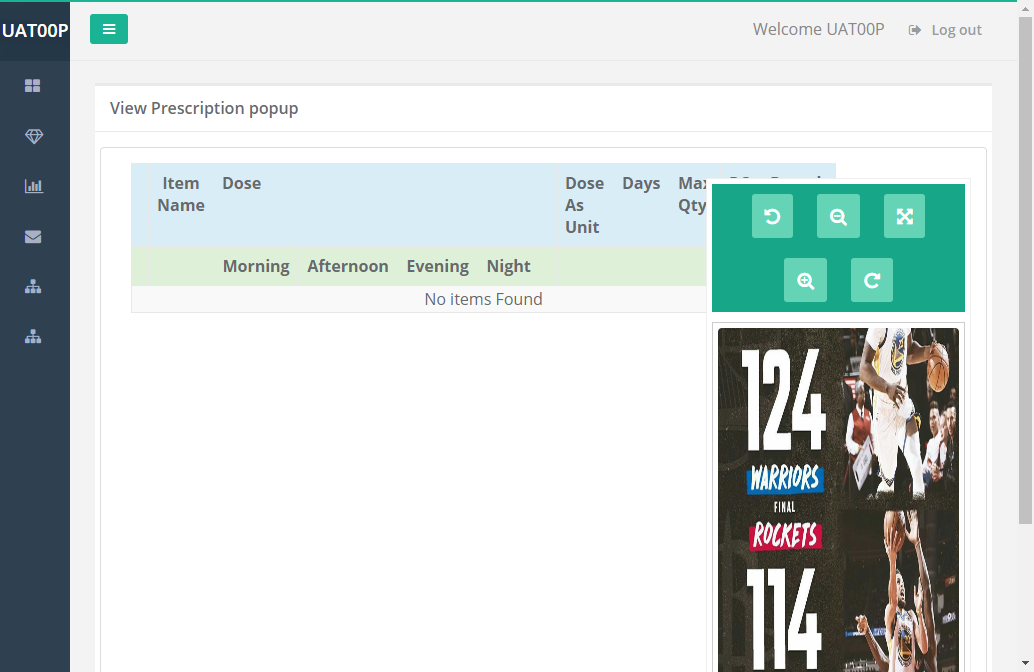 UAT00P
Welcome UAT00P
Log out
View Prescription popup
Item Name
Dose
Dose As Unit
Days
Max Qty
Morning Afternoon Evening Night
No items Found
124
WARRIORS
FINAL
ROCKETS
114